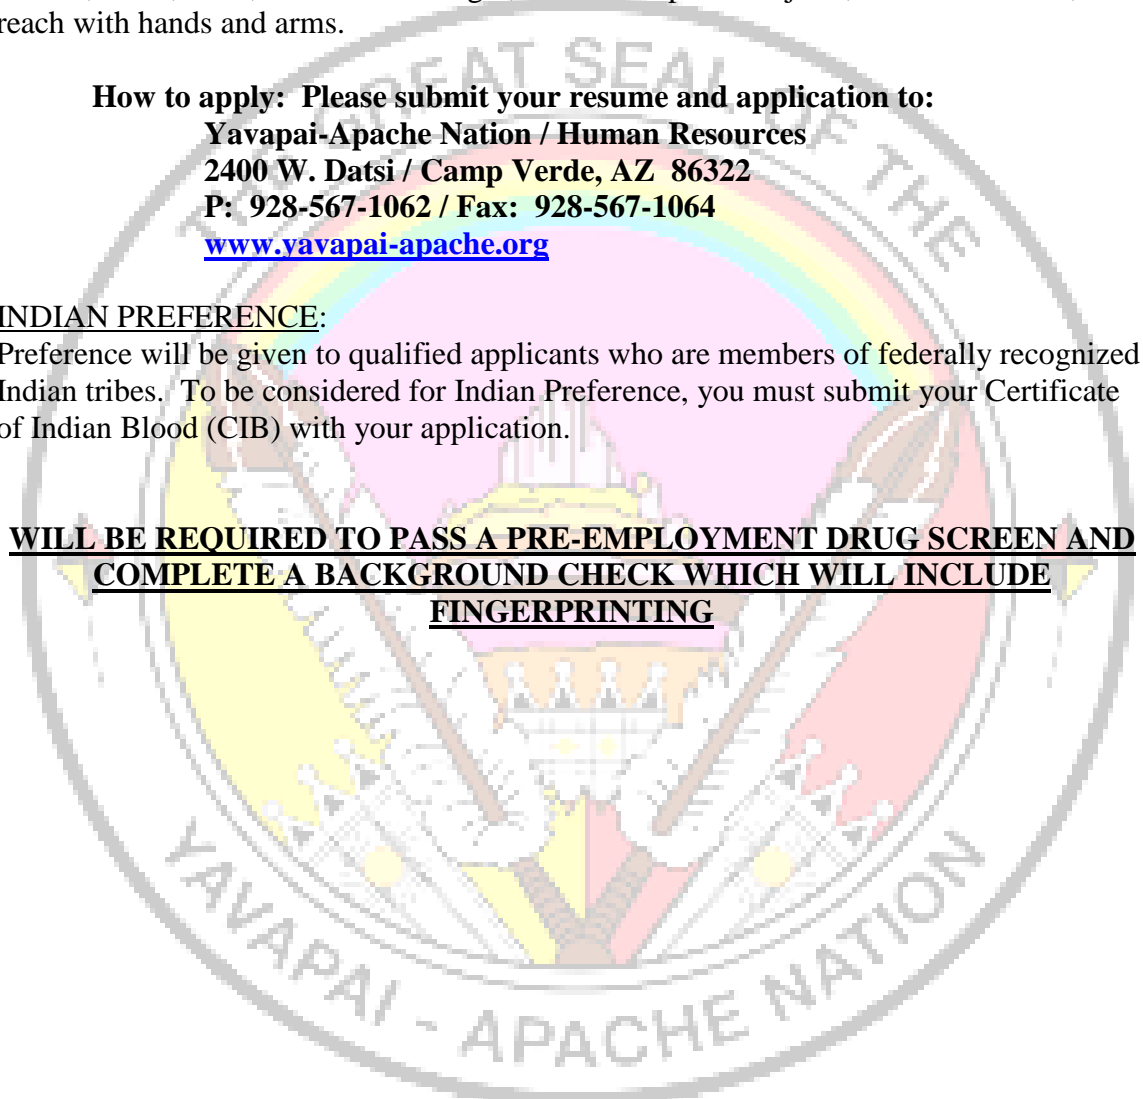 reach with hands and arms.
How to apply:  Please submit your resume and application to:
Yavapai-Apache Nation / Human Resources
2400 W. Datsi / Camp Verde, AZ  86322
P:  928-567-1062 / Fax:  928-567-1064
www.yavapai-apache.org
INDIAN PREFERENCE:
Preference will be given to qualified applicants who are members of federally recognized
Indian tribes.  To be considered for Indian Preference, you must submit your Certificate
of Indian Blood (CIB) with your application.
WILL BE REQUIRED TO PASS A PRE-EMPLOYMENT DRUG SCREEN AND
COMPLETE A BACKGROUND CHECK WHICH WILL INCLUDE
FINGERPRINTING
THE GREAT SEAL OF THE
YAVAPAI - APACHE NATION